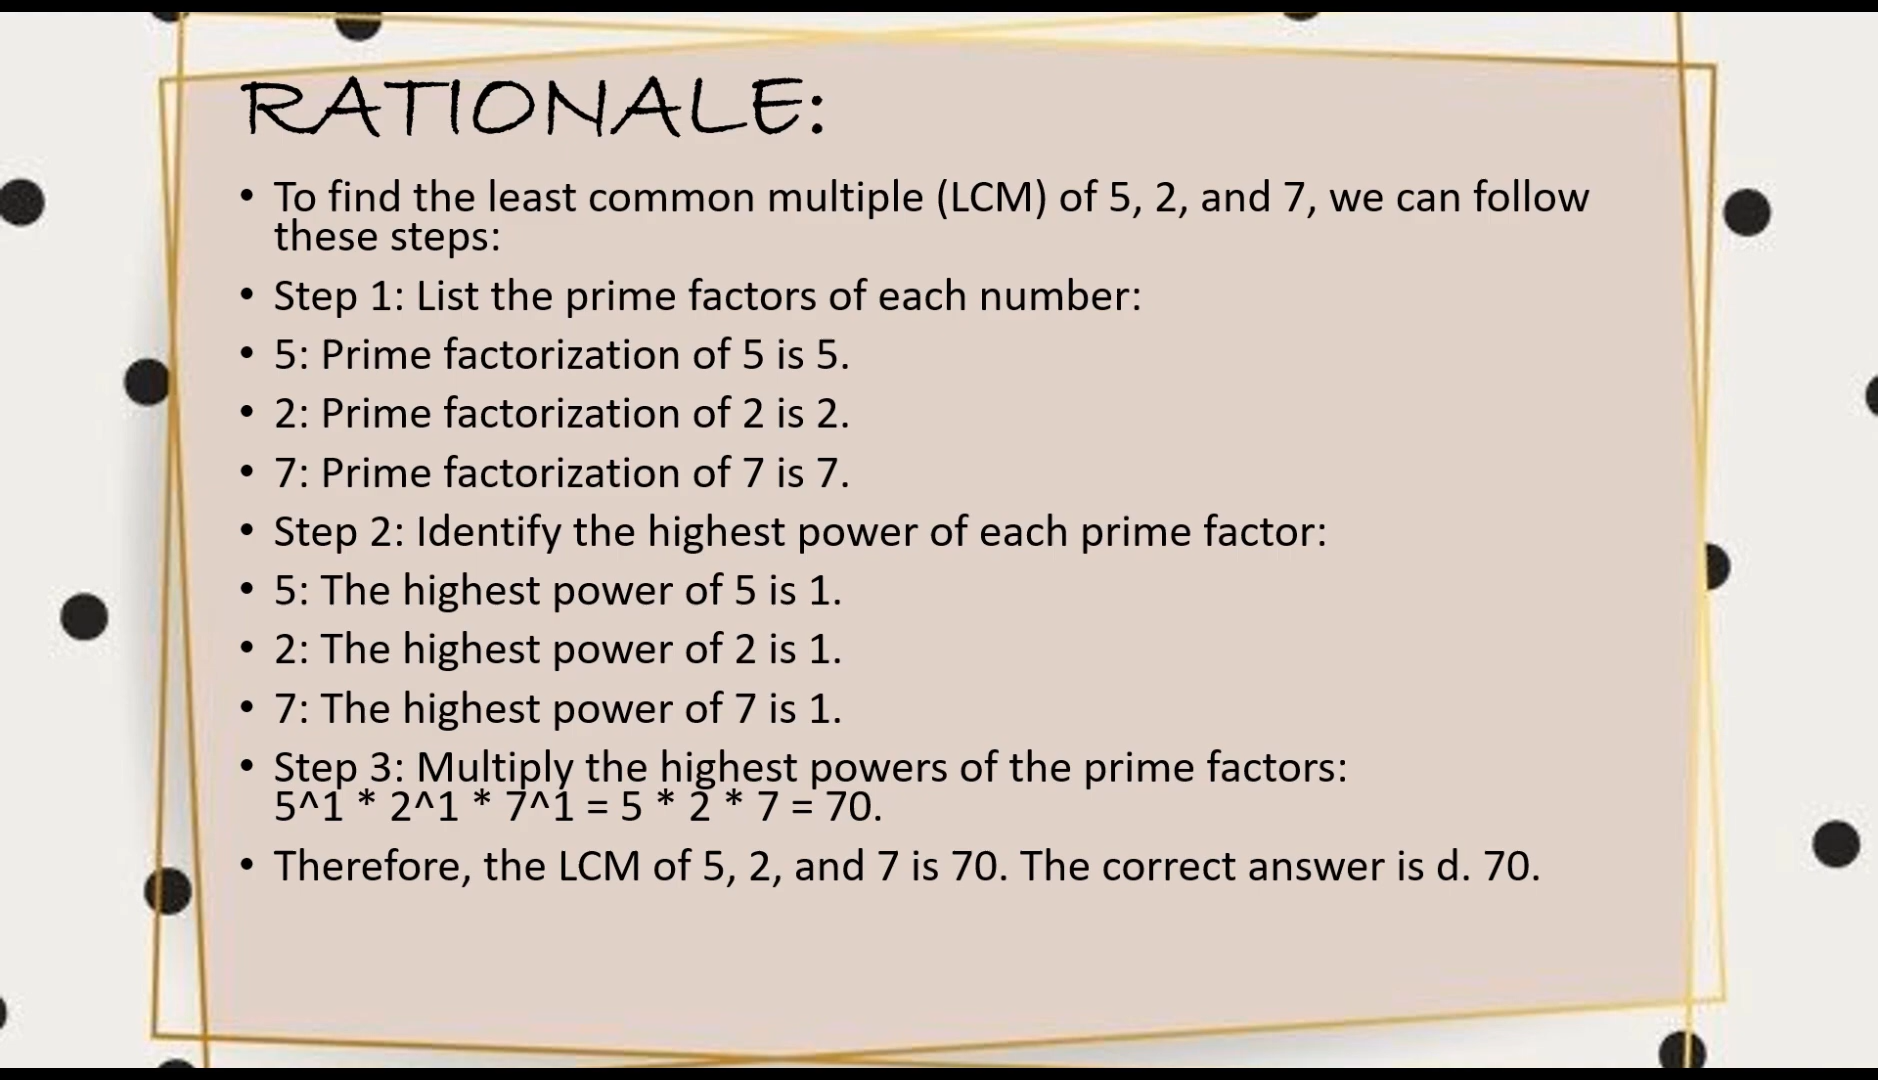 RATIONALE:
• To find the least common multiple (LCM) of 5, 2, and 7, we can follow
these steps:
• Step 1: List the prime factors of each number:
• 5: Prime factorization of 5 is 5.
• 2: Prime factorization of 2 is 2.
• 7: Prime factorization of 7 is 7.
• Step 2: Identify the highest power of each prime factor:
• 5: The highest power of 5 is 1.
• 2: The highest power of 2 is 1.
• 7: The highest power of 7 is 1.
• Step 3: Multiply the highest powers of the prime factors:
5^1 * 2^1 * 7^1 = 5 * 2 * 7 = 70.
• Therefore, the LCM of 5, 2, and 7 is 70. The correct answer is d. 70.